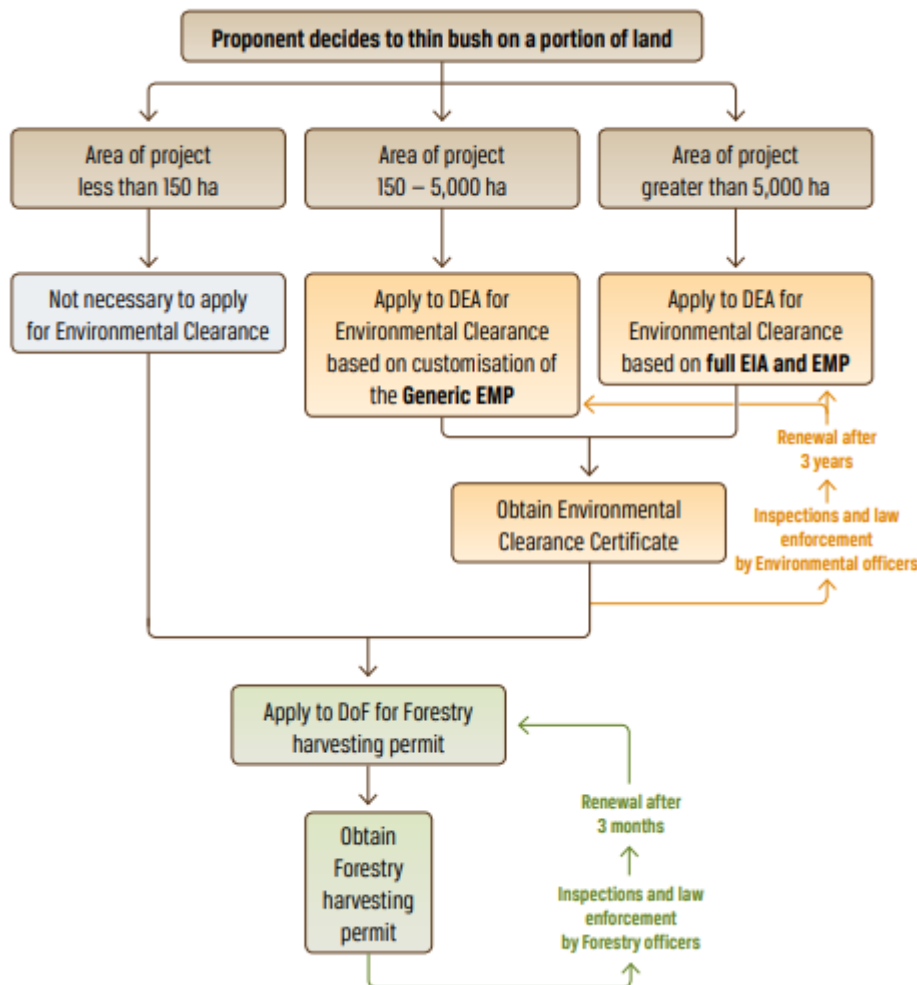 Proponent decides to thin bush on a portion of land
Area of project
less than 150 ha
Area of project
150 – 5,000 ha
Area of project
greater than 5,000 ha
Not necessary to apply
for Environmental Clearance
Apply to DEA for
Environmental Clearance
based on customisation of
the Generic EMP
Apply to DEA for
Environmental Clearance
based on full EIA and EMP
Renewal after
3 years
Inspections and law
enforcement
by Environmental officers
Obtain Environmental
Clearance Certificate
Apply to DoF for Forestry
harvesting permit
Renewal after
3 months
Obtain
Forestry
harvesting
permit
Inspections and law
enforcement
by Forestry officers